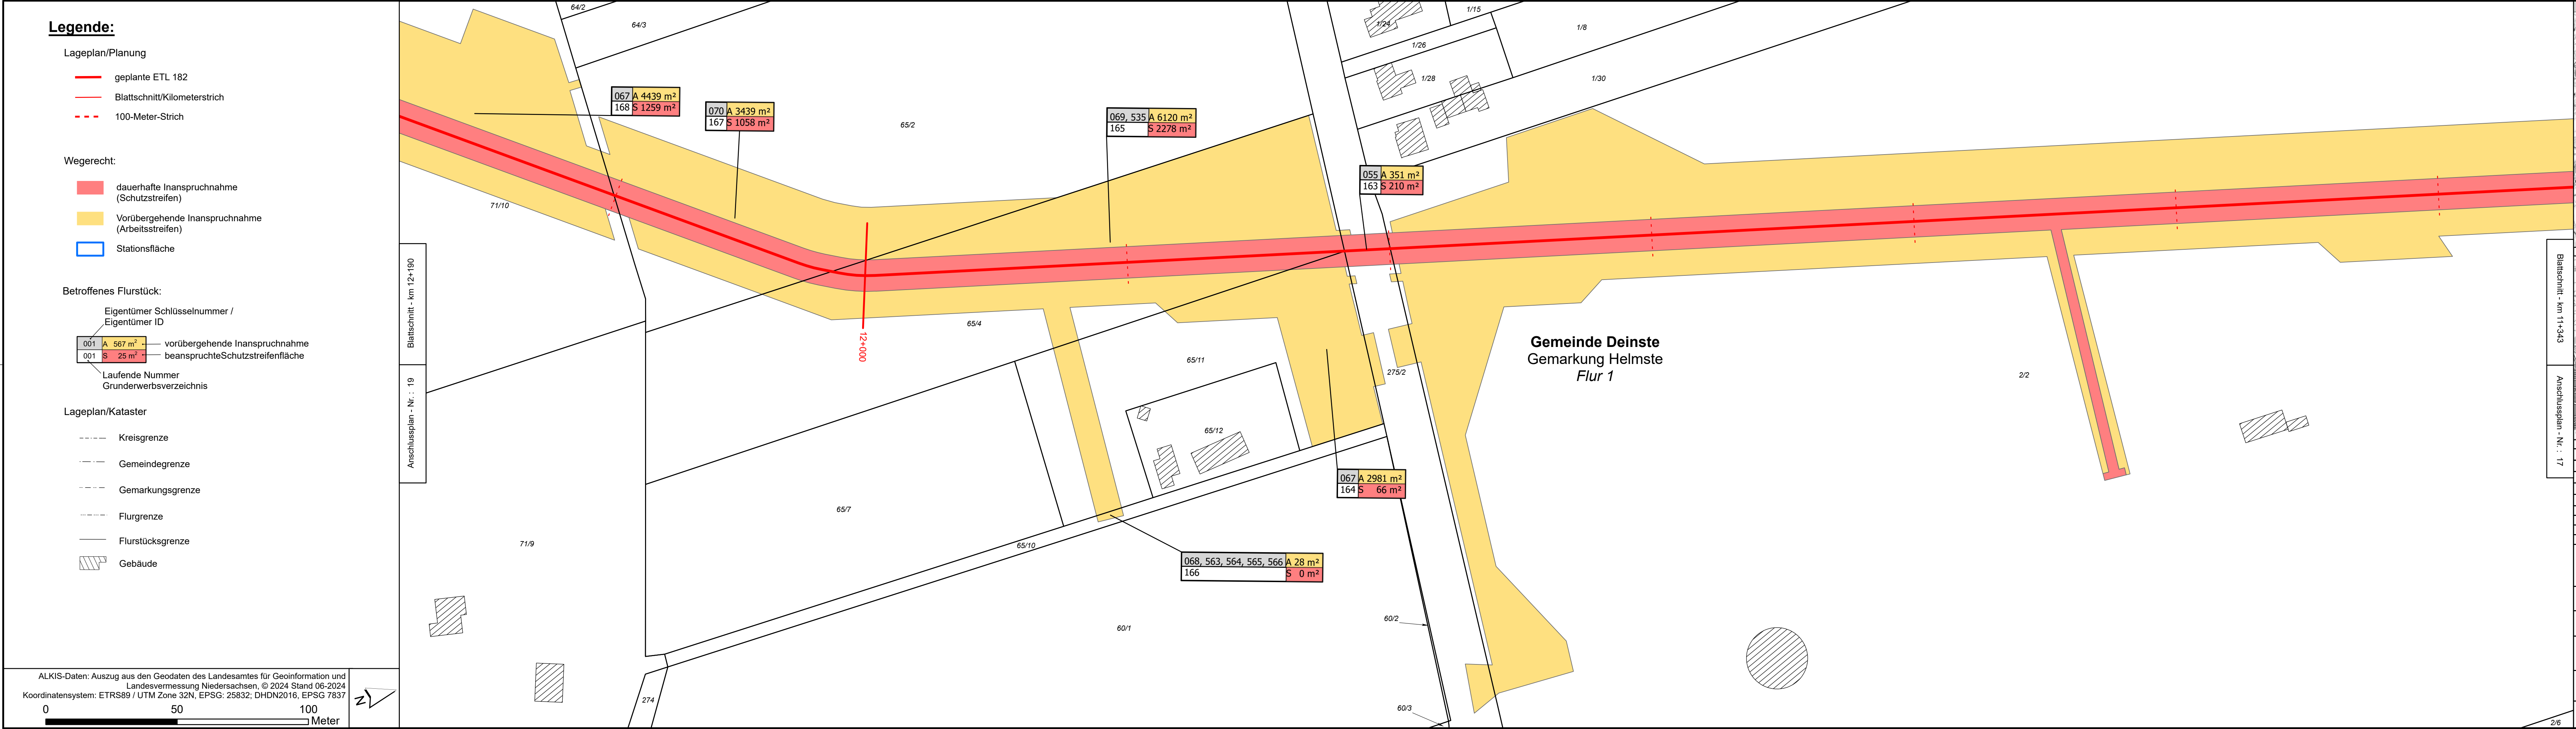 Legende:
Lageplan/Planung
geplante ETL 182
Blattschnitt/Kilometerstrich
100-Meter-Strich
Wegerecht:
dauerhafte Inanspruchnahme
(Schutzstreifen)
Vorübergehende Inanspruchnahme
(Arbeitsstreifen)
Stationsfläche
Betroffenes Flurstück:
Eigentümer Schlüsselnummer /
Eigentümer ID
001 A 567 m² vorübergehende Inanspruchnahme
001 S 25 m² beanspruchteSchutzstreifenfläche
Laufende Nummer
Grunderwerbsverzeichnis
Lageplan/Kataster
Kreisgrenze
Gemeindegrenze
Gemarkungsgrenze
Flurgrenze
Flurstücksgrenze
Gebäude
ALKIS-Daten: Auszug aus den Geodaten des Landesamtes für Geoinformation und
Landesvermessung Niedersachsen, © 2024 Stand 06-2024
Koordinatensystem: ETRS89 / UTM Zone 32N, EPSG: 25832; DHDN2016, EPSG 7837
0 50 100
Meter
N
Blattschnitt - km 12+190
Anschlussplan - Nr. : 19
64/2
64/3
067 A 4439 m²
168 S 1259 m²
070 A 3439 m²
167 S 1058 m²
65/2
069, 535 A 6120 m²
165 S 2278 m²
055 A 351 m²
163 S 210 m²
1/24
1/15
1/26
1/8
1/28
1/30
71/10
12+000
65/4
65/11
65/12
275/2
Gemeinde Deinste
Gemarkung Helmste
Flur 1
2/2
067 A 2981 m²
164 S 66 m²
65/7
71/9
65/10
068, 563, 564, 565, 566 A 28 m²
166 S 0 m²
60/1
60/2
60/3
274
2/6
Blattschnitt - km 11+343
Anschlussplan - Nr. : 17